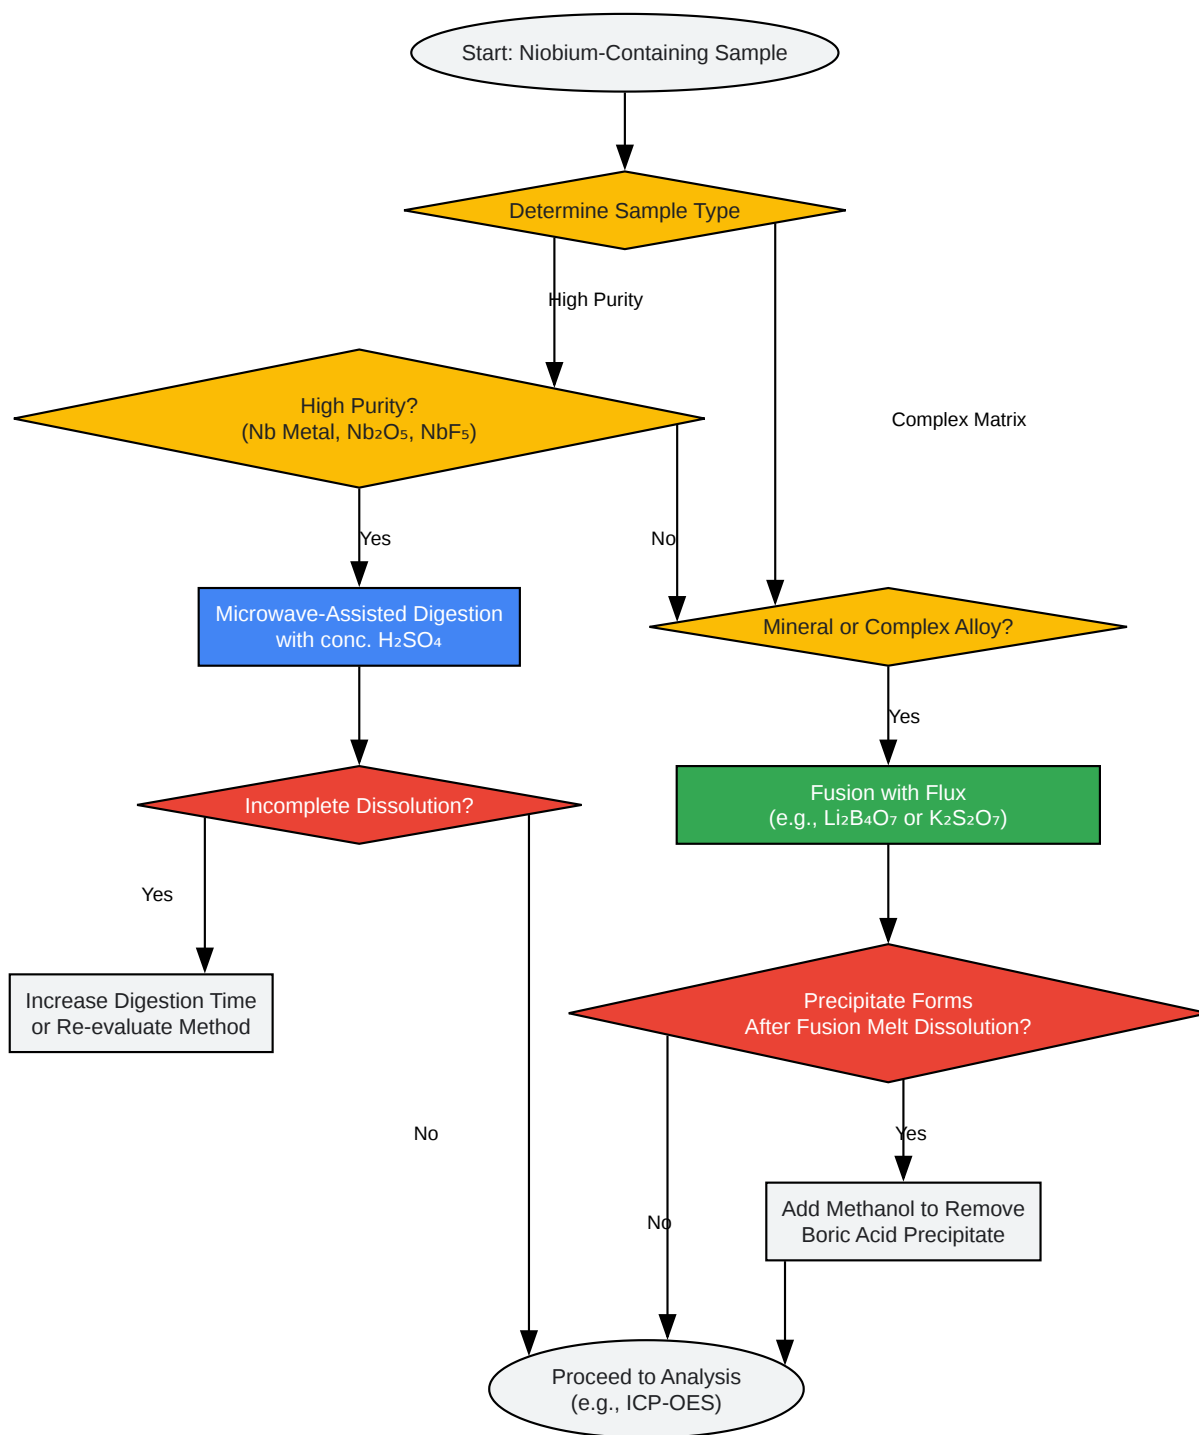 Start: Niobium-Containing Sample
Determine Sample Type
High Purity
High Purity?
(Nb Metal, Nb₂O₅, NbF₅)
Complex Matrix
Yes
No
Microwave-Assisted Digestion
with conc. H₂SO₄
Mineral or Complex Alloy?
Yes
Incomplete Dissolution?
Fusion with Flux
(e.g., Li₂B₄O₇ or K₂S₂O₇)
Yes
Increase Digestion Time
or Re-evaluate Method
Precipitate Forms
After Fusion Melt Dissolution?
No
Yes
No
Add Methanol to Remove
Boric Acid Precipitate
Proceed to Analysis
(e.g., ICP-OES)